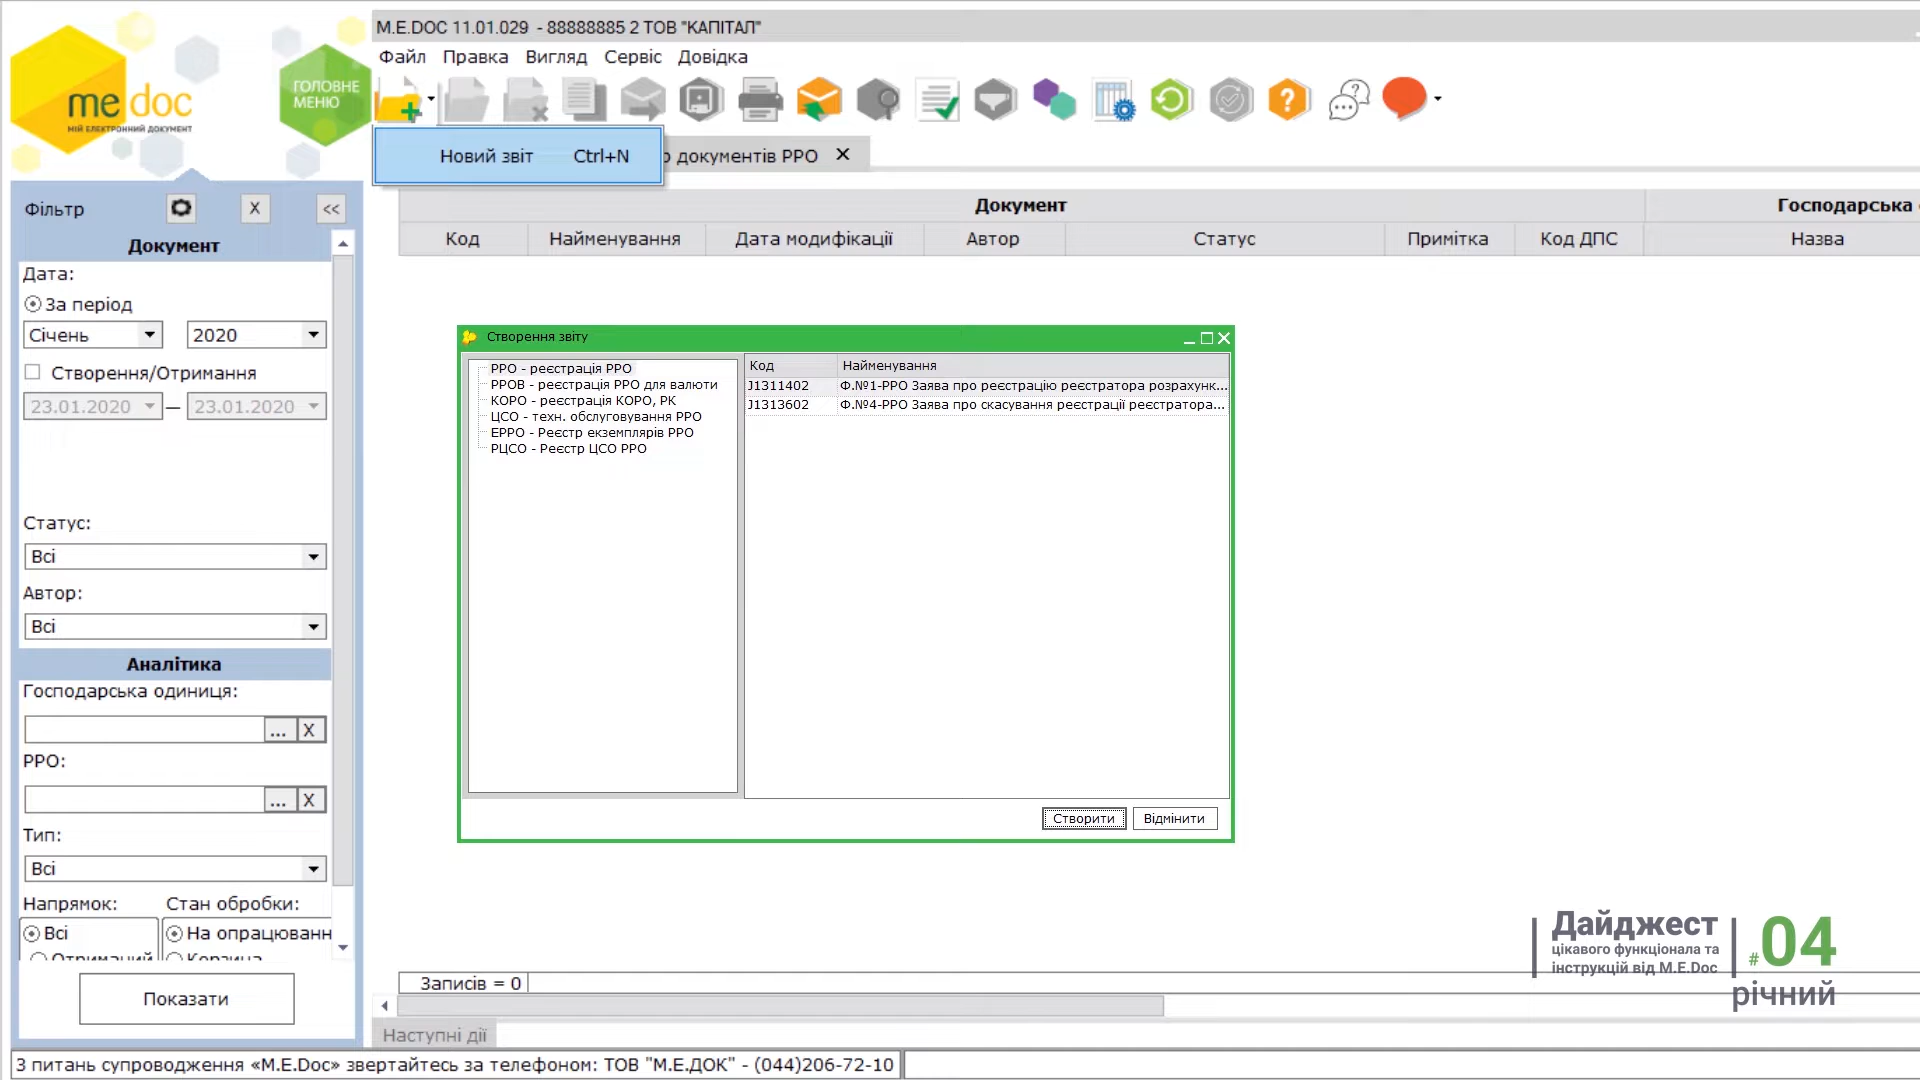 M.E.DOC 11.01.029 - 88888885 2 ТОВ "КАПІТАЛ"
Файл Правка Вигляд Сервіс Довідка
me doc
МІЙ ЕЛЕКТРОННИЙ ДОКУМЕНТ
ГОЛОВНЕ
МЕНЮ
Новий звіт Ctrl+N
документів РРО X
Фільтр X <<
Документ
Дата:
За період
Січень 2020
Створення/Отримання
23.01.2020 — 23.01.2020
Статус:
Всі
Автор:
Всі
Аналітика
Господарська одиниця:
... X
РРО:
... X
Тип:
Всі
Напрямок: Стан обробки:
Всі На опрацюванн
Отриманий Корзина
Показати
Документ Господарська
Код Найменування Дата модифікації Автор Статус Примітка Код ДПС Назва
Створення звіту
РРО - реєстрація РРО
РРОВ - реєстрація РРО для валюти
КОРО - реєстрація КОРО, РК
ЦСО - техн. обслуговування РРО
ЕРРО - Реєстр екземплярів РРО
РЦСО - Реєстр ЦСО РРО
Код Найменування
J1311402 Ф.№1-РРО Заява про реєстрацію реєстратора розрахунк...
J1313602 Ф.№4-РРО Заява про скасування реєстрації реєстратора...
Створити Відмінити
Записів = 0
Наступні дії
Дайджест
цікавого функціонала та
інструкцій від M.E.Doc
#04
річний
З питань супроводження «M.E.Doc» звертайтесь за телефоном: ТОВ "М.Е.ДОК" - (044)206-72-10